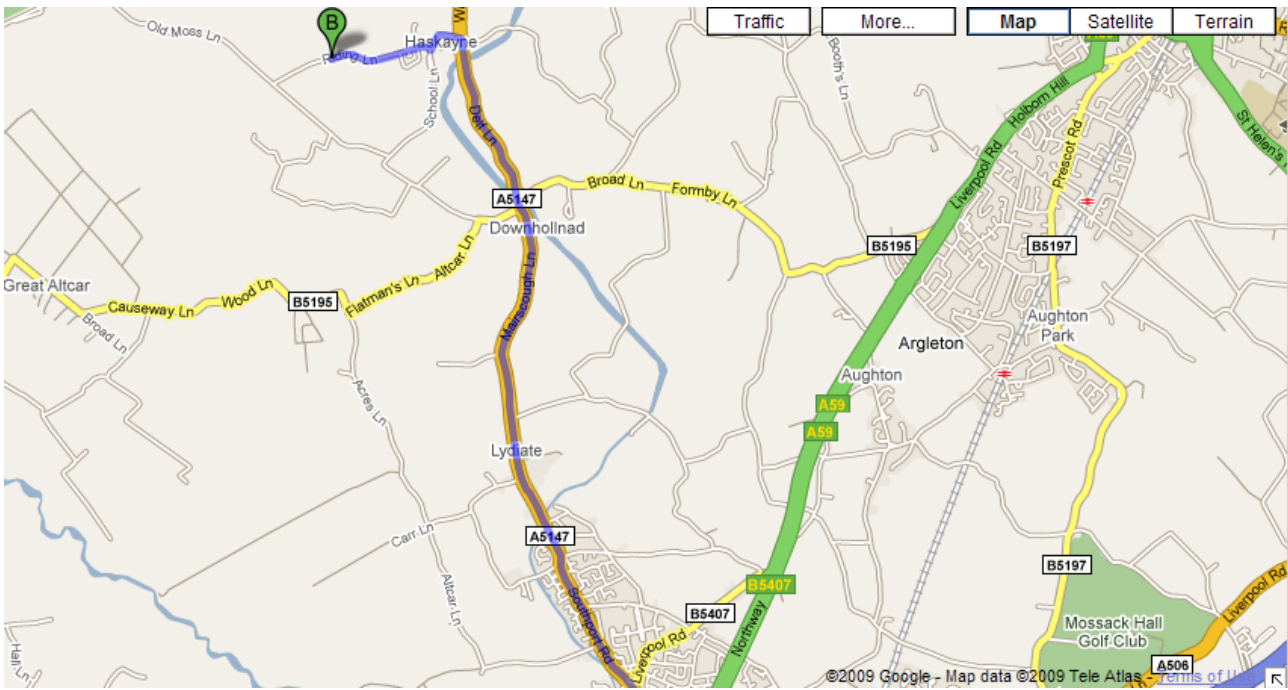 B
Traffic
More...
Map
Satellite
Terrain
Old Moss Ln
Haskayne
School Ln
Delf Ln
Booth's Ln
Holborn Hill
St Helen's
Liverpool Rd
Prescot Rd
A5147
Broad Ln
Formby Ln
Downhollnad
B5195
B5197
Great Altcar
Causeway Ln
Wood Ln
B5195
Flatman's Ln
Altcar Ln
Mairscough Ln
Broad Ln
Aughton
Park
Argleton
Aughton
Acres Ln
A59
A59
Lydiate
Carr Ln
A5147
Altcar Ln
Southport Rd
B5407
B5407
Liverpool Rd
Northway
B5197
Liverpool Rd
Mossack Hall
Golf Club
A506
Hall Ln
©2009 Google - Map data ©2009 Tele Atlas - Terms of Use